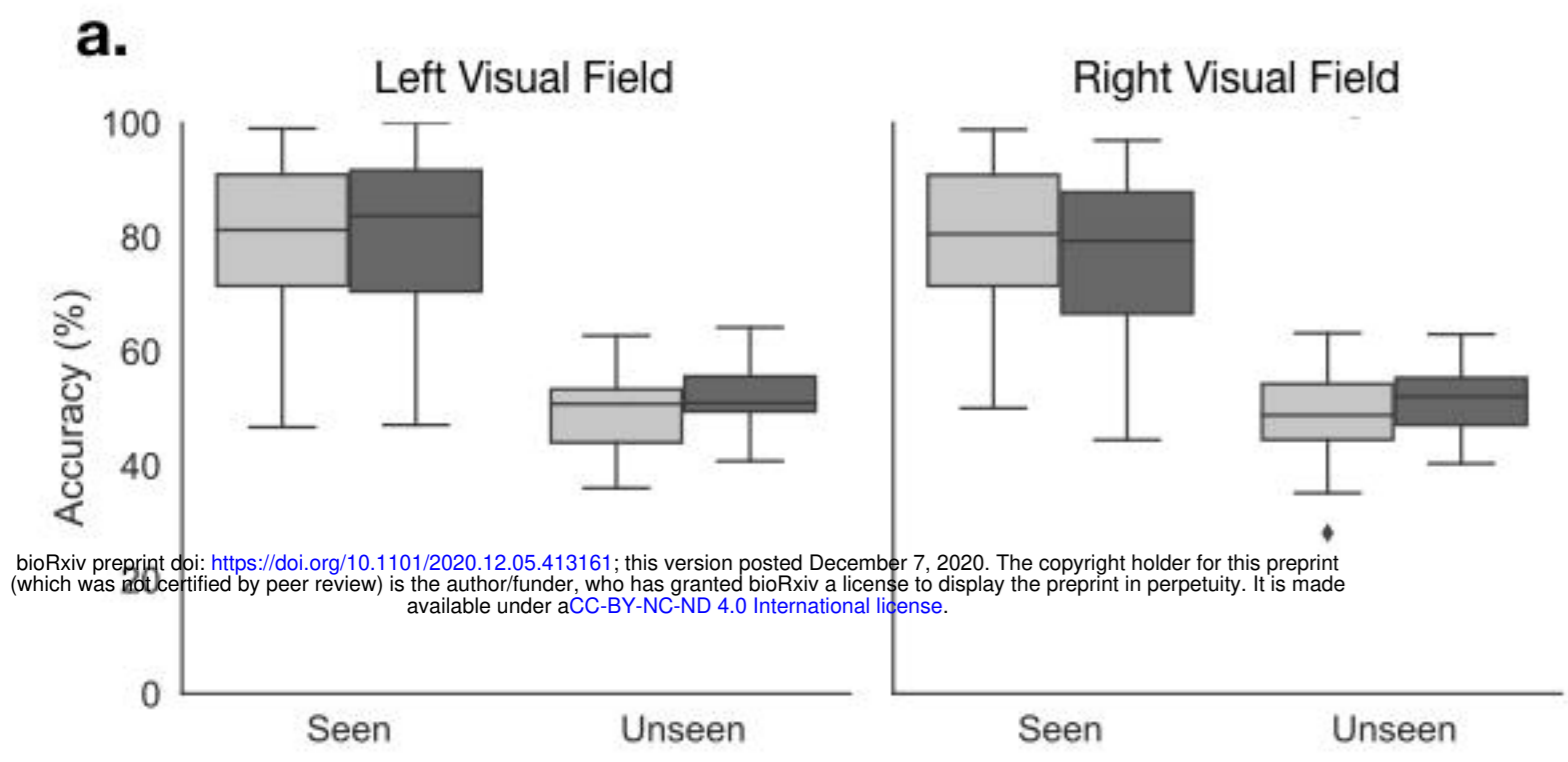 a.
Left Visual Field
Right Visual Field
100
80
60
40
20
0
Accuracy (%)
bioRxiv preprint doi: https://doi.org/10.1101/2020.12.05.413161; this version posted December 7, 2020. The copyright holder for this preprint
(which was not certified by peer review) is the author/funder, who has granted bioRxiv a license to display the preprint in perpetuity. It is made
available under aCC-BY-NC-ND 4.0 International license.
Seen
Unseen
Seen
Unseen